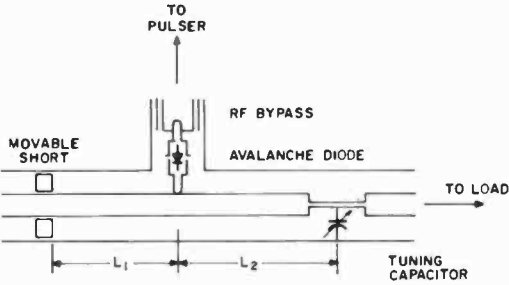 TO
PULSER
RF BYPASS
MOVABLE
SHORT
AVALANCHE DIODE
TO LOAD
L1
L2
TUNING
CAPACITOR